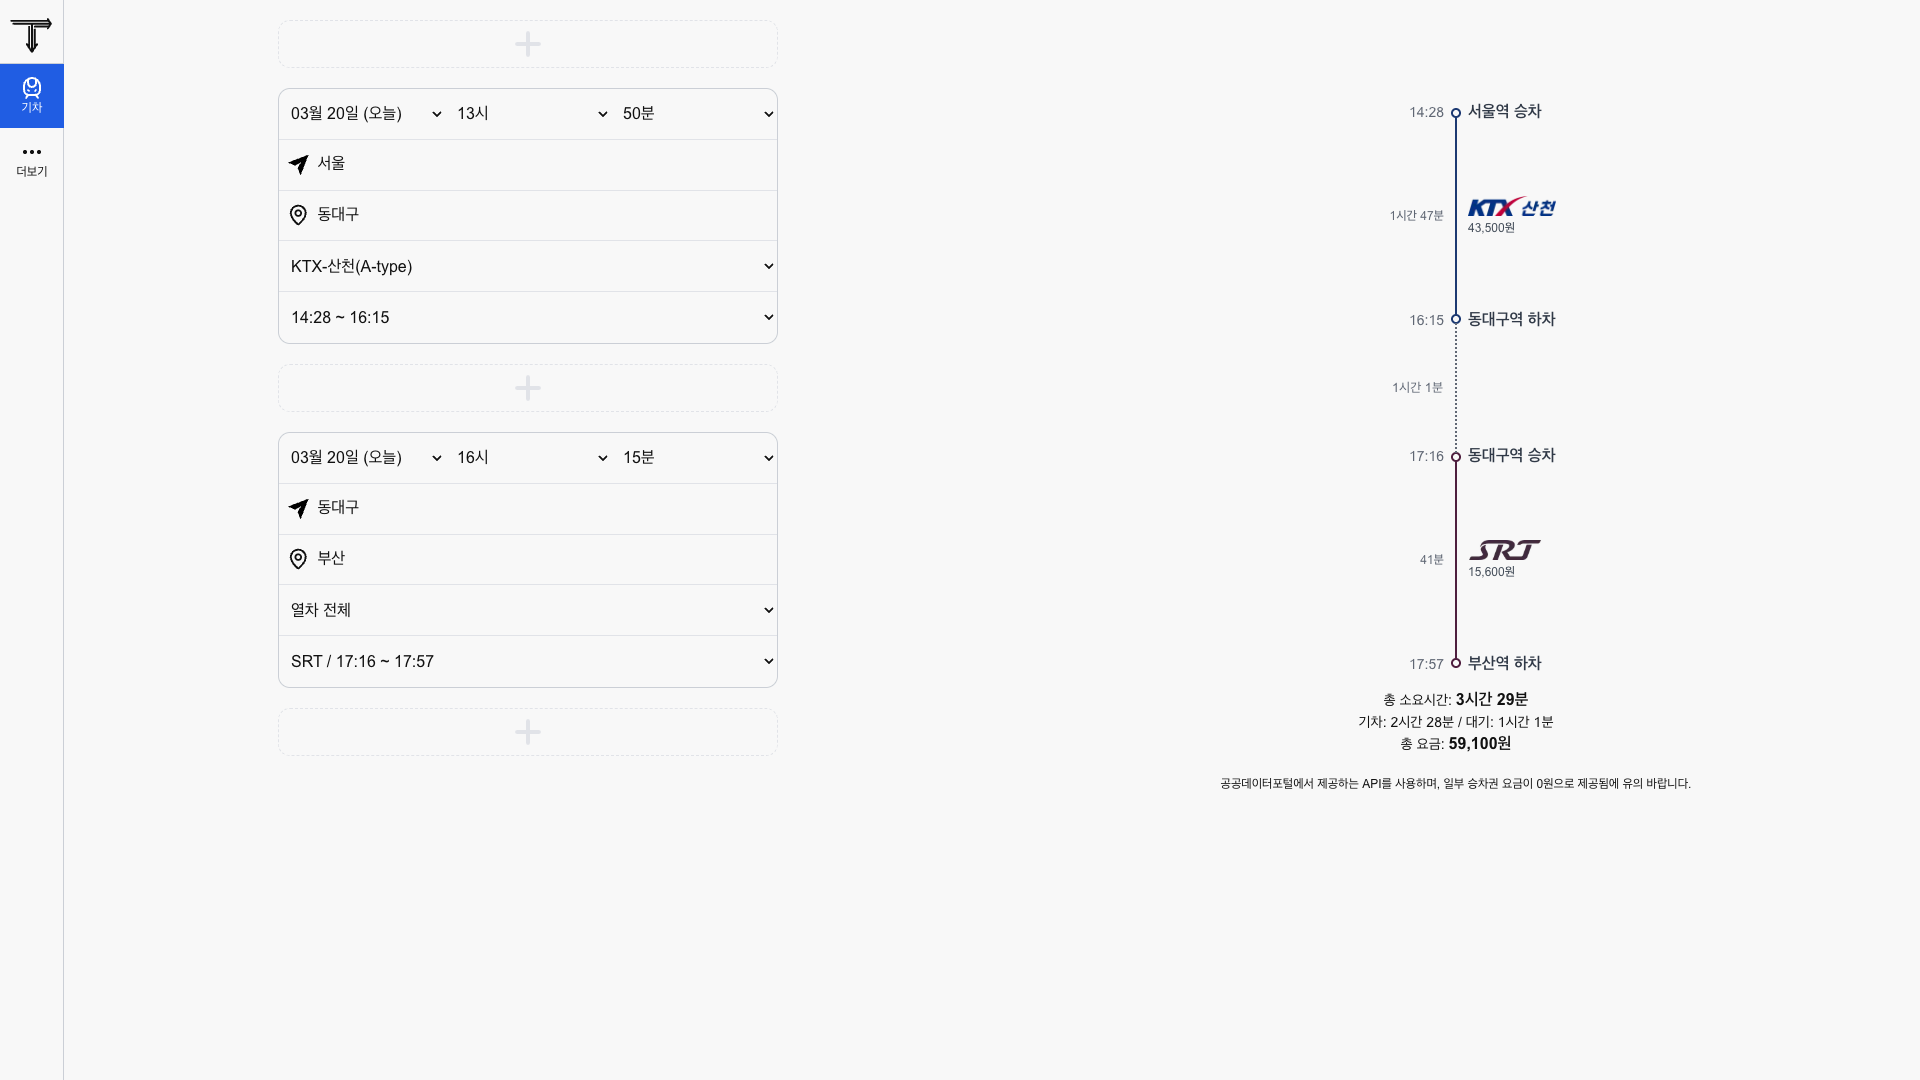 기차
더보기
03월 20일 (오늘) 13시 50분
서울
동대구
KTX-산천(A-type)
14:28 ~ 16:15
03월 20일 (오늘) 16시 15분
동대구
부산
열차 전체
SRT / 17:16 ~ 17:57
14:28 서울역 승차
KTX 산천
1시간 47분
43,500원
16:15 동대구역 하차
1시간 1분
17:16 동대구역 승차
SRT
41분
15,600원
17:57 부산역 하차
총 소요시간: 3시간 29분
기차: 2시간 28분 / 대기: 1시간 1분
총 요금: 59,100원
공공데이터포털에서 제공하는 API를 사용하며, 일부 승차권 요금이 0원으로 제공됨에 유의 바랍니다.